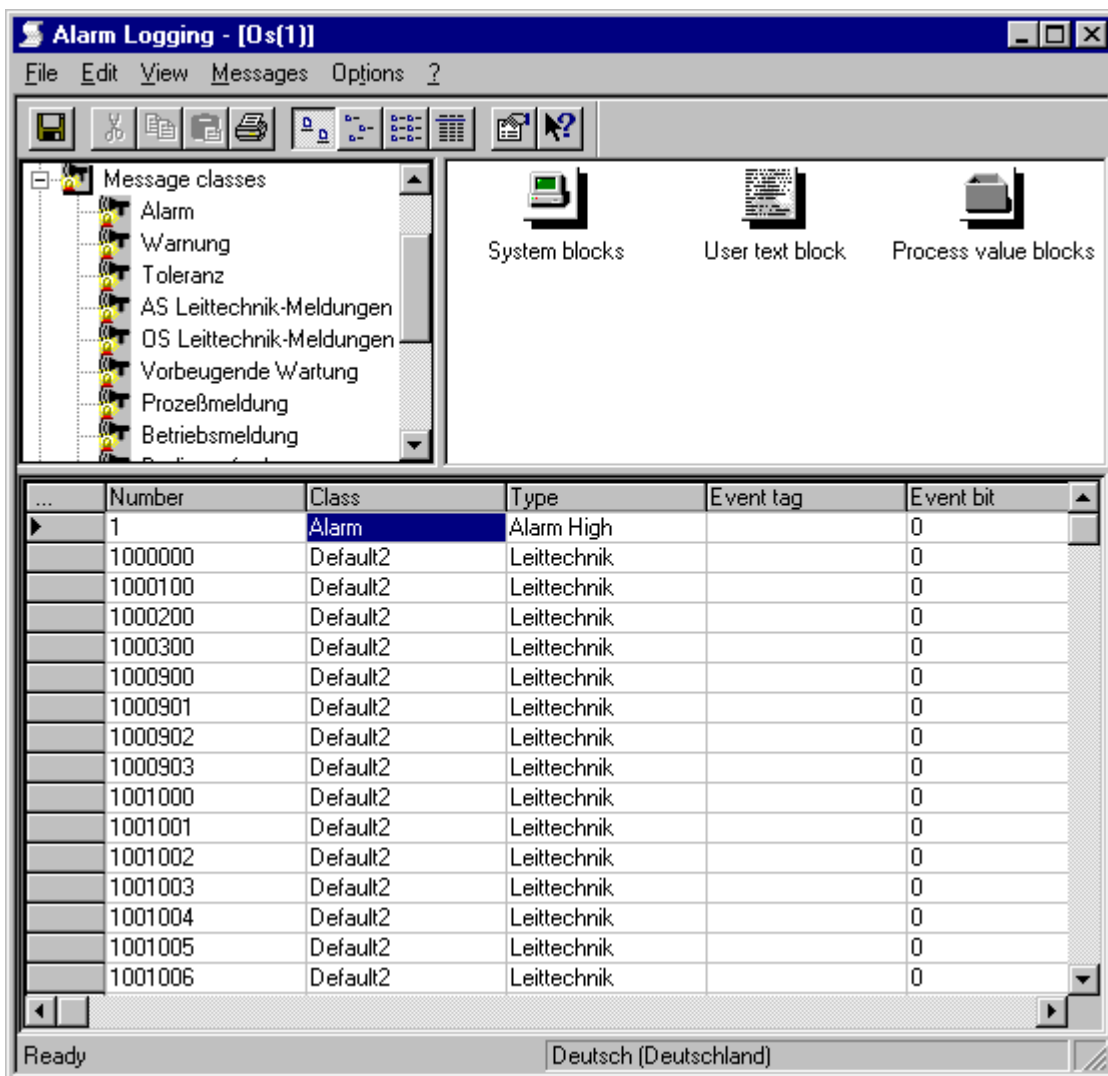 Alarm Logging - [Os(1)]
File Edit View Messages Options ?
Message classes
Alarm
Warnung
Toleranz
AS Leittechnik-Meldungen
OS Leittechnik-Meldungen
Vorbeugende Wartung
Prozeßmeldung
Betriebsmeldung
System blocks
User text block
Process value blocks
... Number Class Type Event tag Event bit
1 Alarm Alarm High 0
1000000 Default2 Leittechnik 0
1000100 Default2 Leittechnik 0
1000200 Default2 Leittechnik 0
1000300 Default2 Leittechnik 0
1000900 Default2 Leittechnik 0
1000901 Default2 Leittechnik 0
1000902 Default2 Leittechnik 0
1000903 Default2 Leittechnik 0
1001000 Default2 Leittechnik 0
1001001 Default2 Leittechnik 0
1001002 Default2 Leittechnik 0
1001003 Default2 Leittechnik 0
1001004 Default2 Leittechnik 0
1001005 Default2 Leittechnik 0
1001006 Default2 Leittechnik 0
Ready Deutsch (Deutschland)